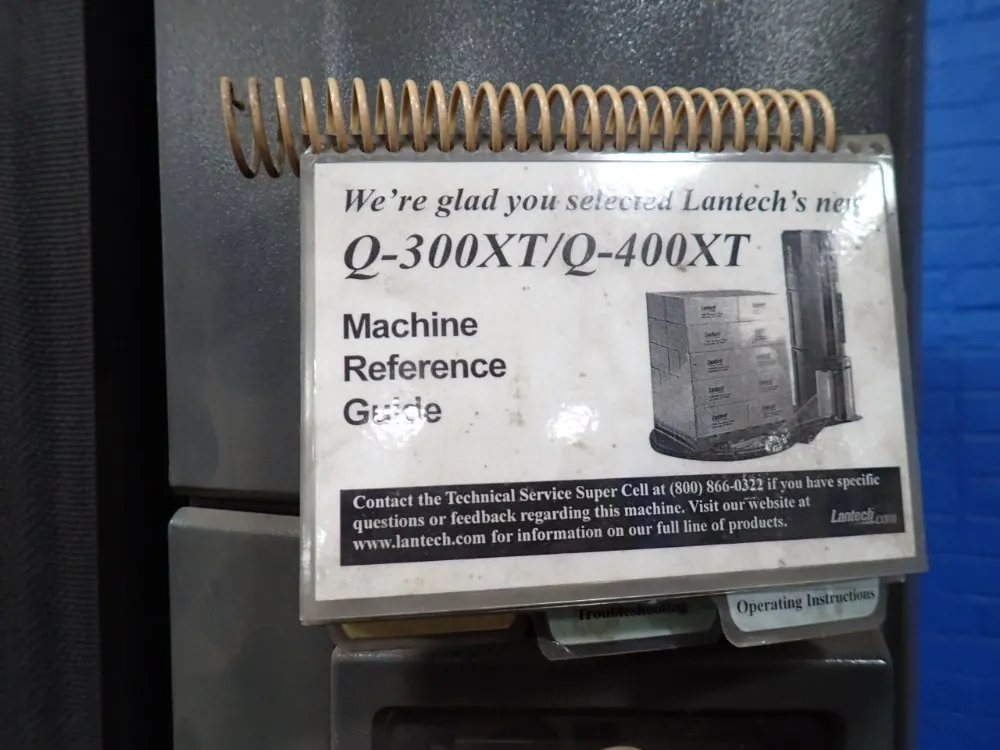 We're glad you selected Lantech's new
Q-300XT/Q-400XT
Machine
Reference
Guide
Contact the Technical Service Super Cell at (800) 866-0322 if you have specific
questions or feedback regarding this machine. Visit our website at
www.lantech.com for information on our full line of products.
Lantech.com
Troubleshooting
Operating Instructions